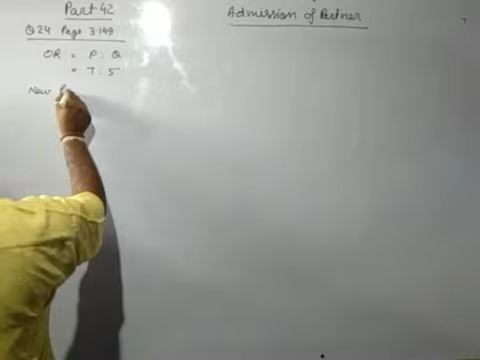 Part 42
Admission of Partner
Q 24 Page 3.149
OR = P : Q
= 7 : 5
New